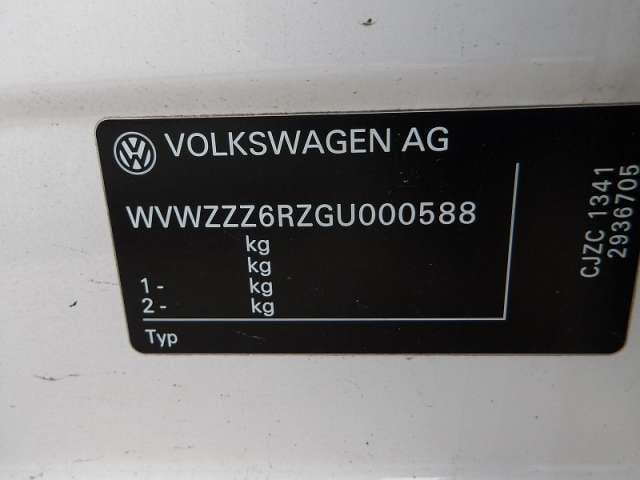 VOLKSWAGEN AG
WVWZZZ6RZGU000588
kg
kg
1- kg
2- kg
Typ
CJZC 1341
2936705